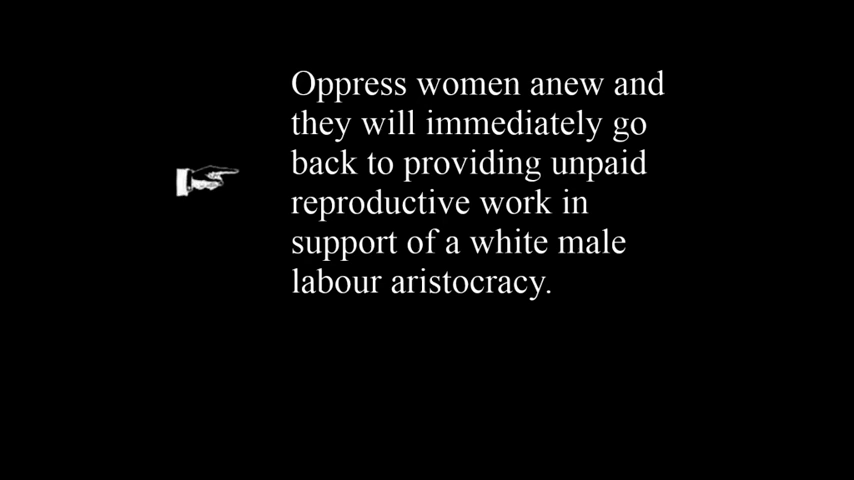 Oppress women anew and
they will immediately go
back to providing unpaid
reproductive work in
support of a white male
labour aristocracy.